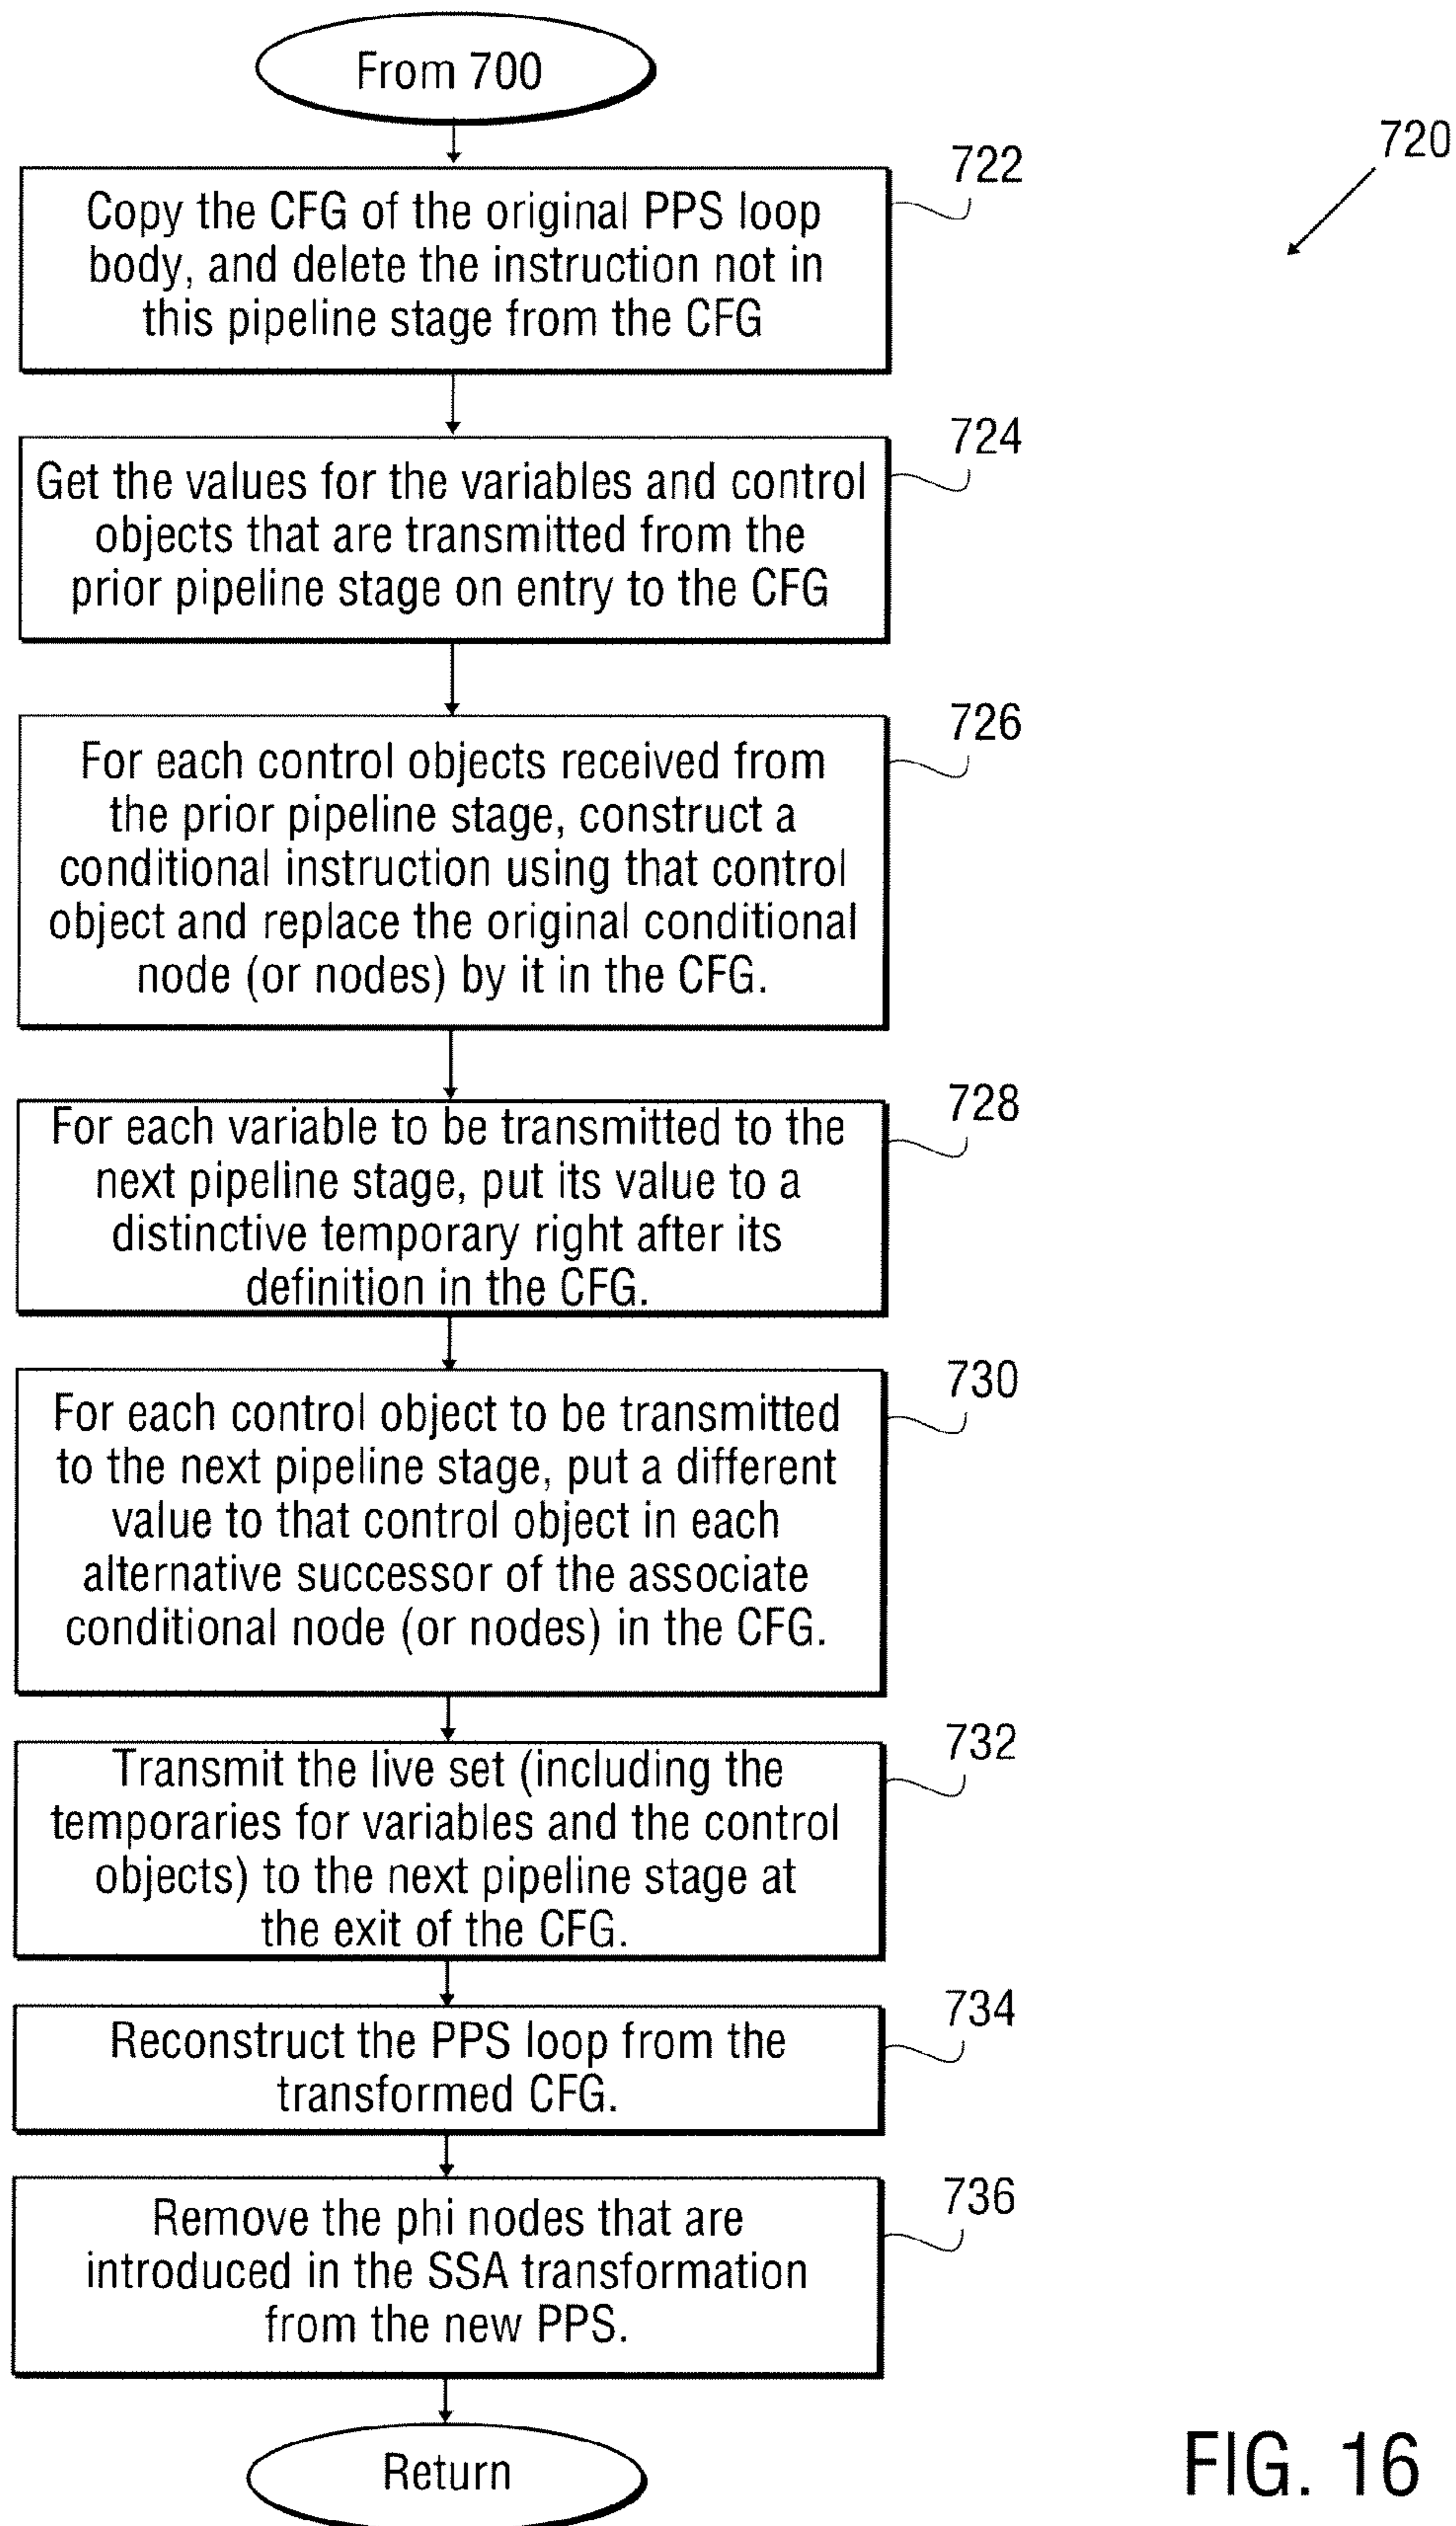 From 700
720
722
Copy the CFG of the original PPS loop
body, and delete the instruction not in
this pipeline stage from the CFG
724
Get the values for the variables and control
objects that are transmitted from the
prior pipeline stage on entry to the CFG
726
For each control objects received from
the prior pipeline stage, construct a
conditional instruction using that control
object and replace the original conditional
node (or nodes) by it in the CFG.
728
For each variable to be transmitted to the
next pipeline stage, put its value to a
distinctive temporary right after its
definition in the CFG.
730
For each control object to be transmitted
to the next pipeline stage, put a different
value to that control object in each
alternative successor of the associate
conditional node (or nodes) in the CFG.
732
Transmit the live set (including the
temporaries for variables and the control
objects) to the next pipeline stage at
the exit of the CFG.
734
Reconstruct the PPS loop from the
transformed CFG.
736
Remove the phi nodes that are
introduced in the SSA transformation
from the new PPS.
Return
FIG. 16